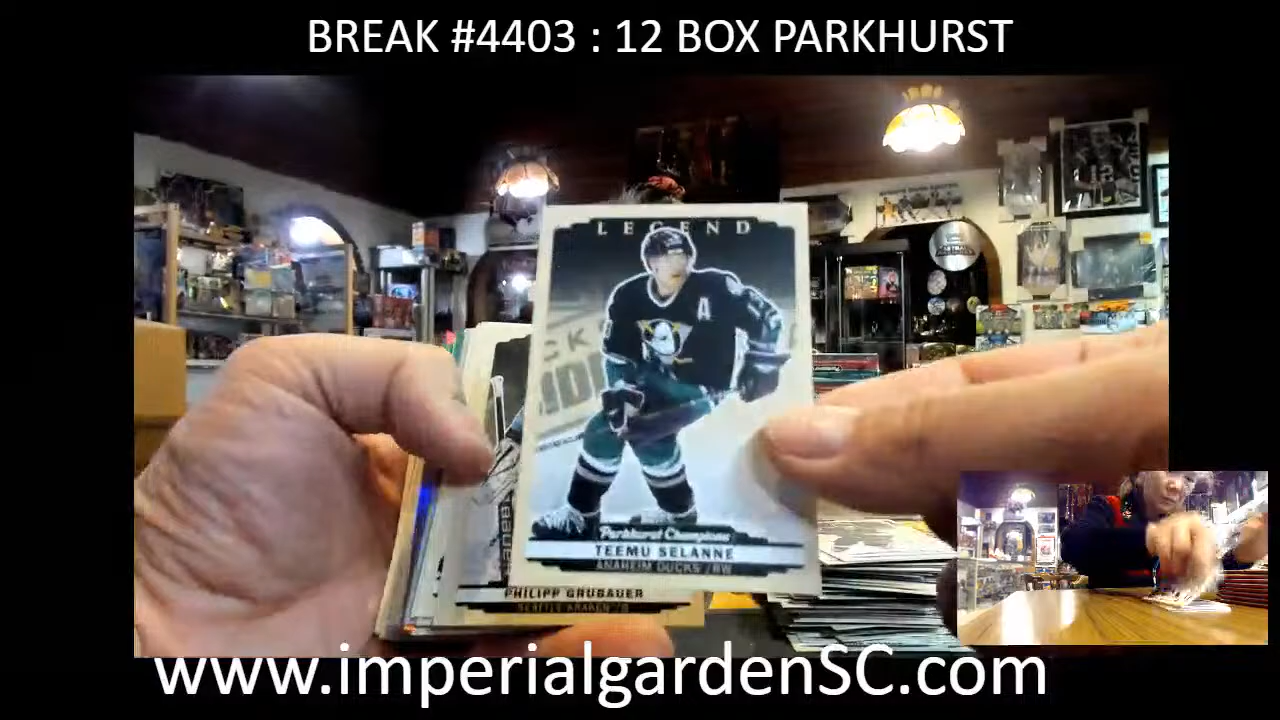 BREAK #4403 : 12 BOX PARKHURST
LEGEND
A
Parkhurst Champions
TEEMU SELANNE
ANAHEIM DUCKS /RW
PHILIPP GRUBAUER
SEATTLE KRAKEN /G
12
www.imperialgardenSC.com